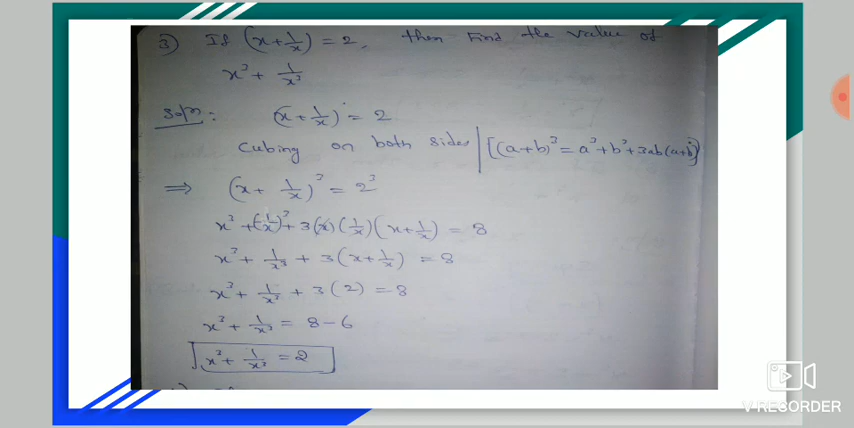 3) If (x + 1/x) = 2, then Find the value of
x³ + 1/x³
Soln: (x + 1/x) = 2
Cubing on both sides | [(a+b)³ = a³+b³+3ab(a+b)]
⇒ (x + 1/x)³ = 2³
x³ + (1/x)³ + 3(x)(1/x)(x + 1/x) = 8
x³ + 1/x³ + 3(x + 1/x) = 8
x³ + 1/x³ + 3(2) = 8
x³ + 1/x³ = 8 - 6
x³ + 1/x³ = 2
V RECORDER